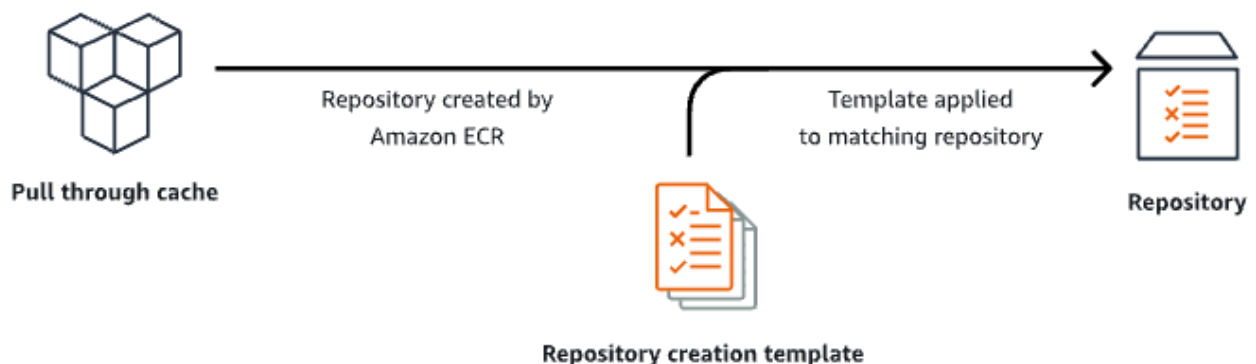 Repository created by
Amazon ECR
Template applied
to matching repository
Pull through cache
Repository
Repository creation template